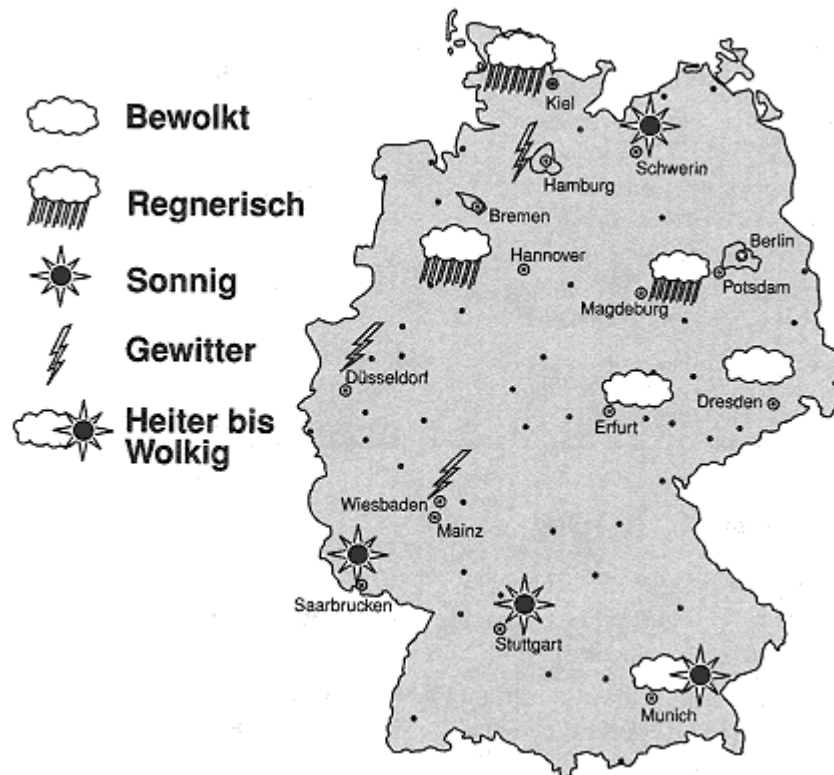 Bewolkt
Regnerisch
Sonnig
Gewitter
Heiter bis
Wolkig
Kiel
Schwerin
Hamburg
Bremen
Berlin
Hannover
Potsdam
Magdeburg
Düsseldorf
Dresden
Erfurt
Wiesbaden
Mainz
Saarbrucken
Stuttgart
Munich